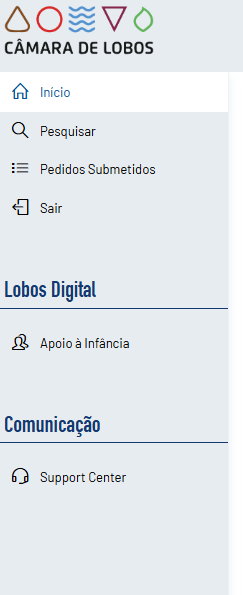 CÂMARA DE LOBOS
Início
Pesquisar
Pedidos Submetidos
Sair
Lobos Digital
Apoio à Infância
Comunicação
Support Center